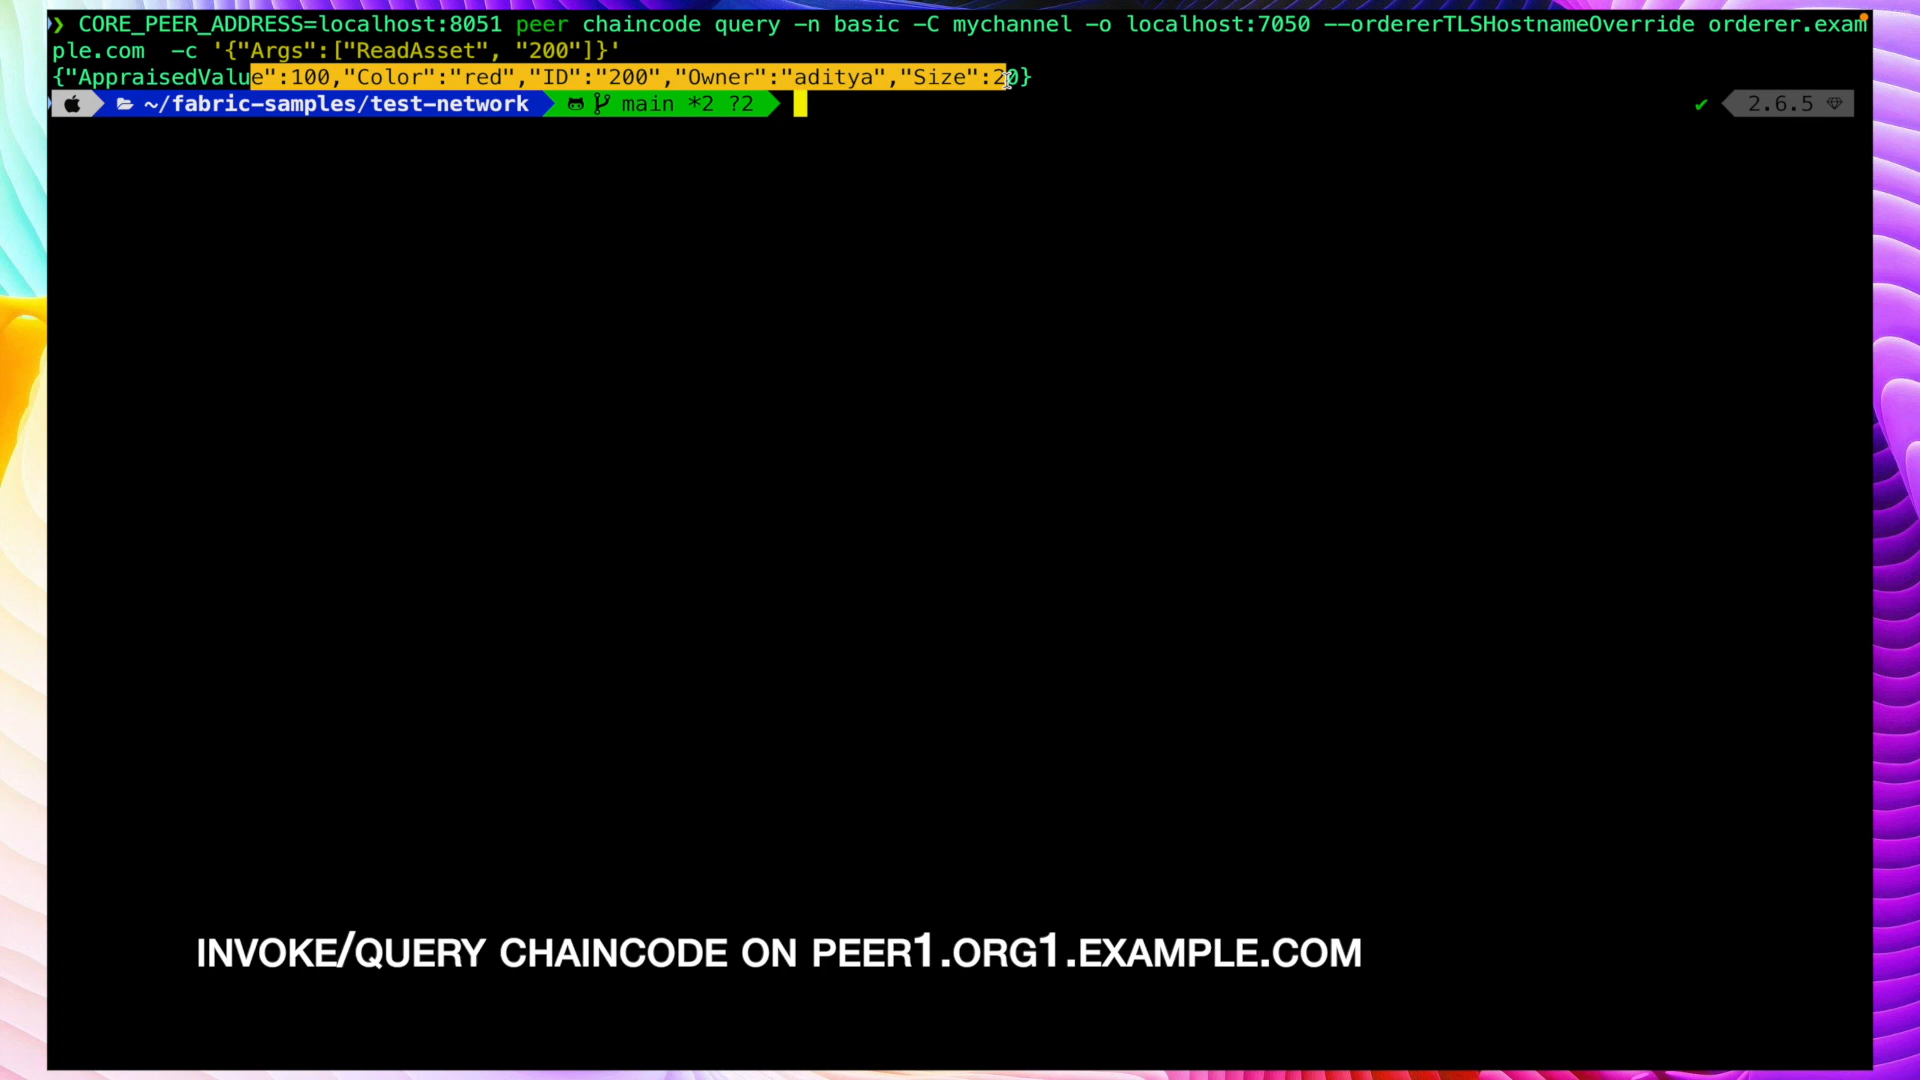 ❯ CORE_PEER_ADDRESS=localhost:8051 peer chaincode query -n basic -C mychannel -o localhost:7050 --ordererTLSHostnameOverride orderer.exam
ple.com  -c '{"Args":["ReadAsset", "200"]}'
{"AppraisedValue":100,"Color":"red","ID":"200","Owner":"aditya","Size":20}
~/fabric-samples/test-network main *2 ?2 ✔ 2.6.5
INVOKE/QUERY CHAINCODE ON PEER1.ORG1.EXAMPLE.COM